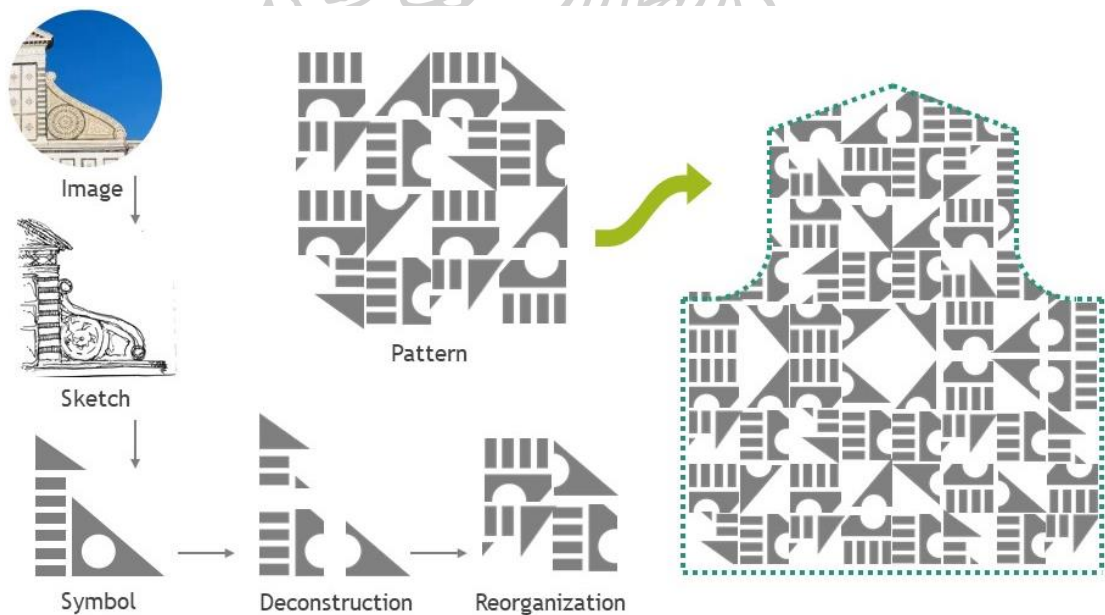 Image
Sketch
Symbol
Deconstruction
Reorganization
Pattern